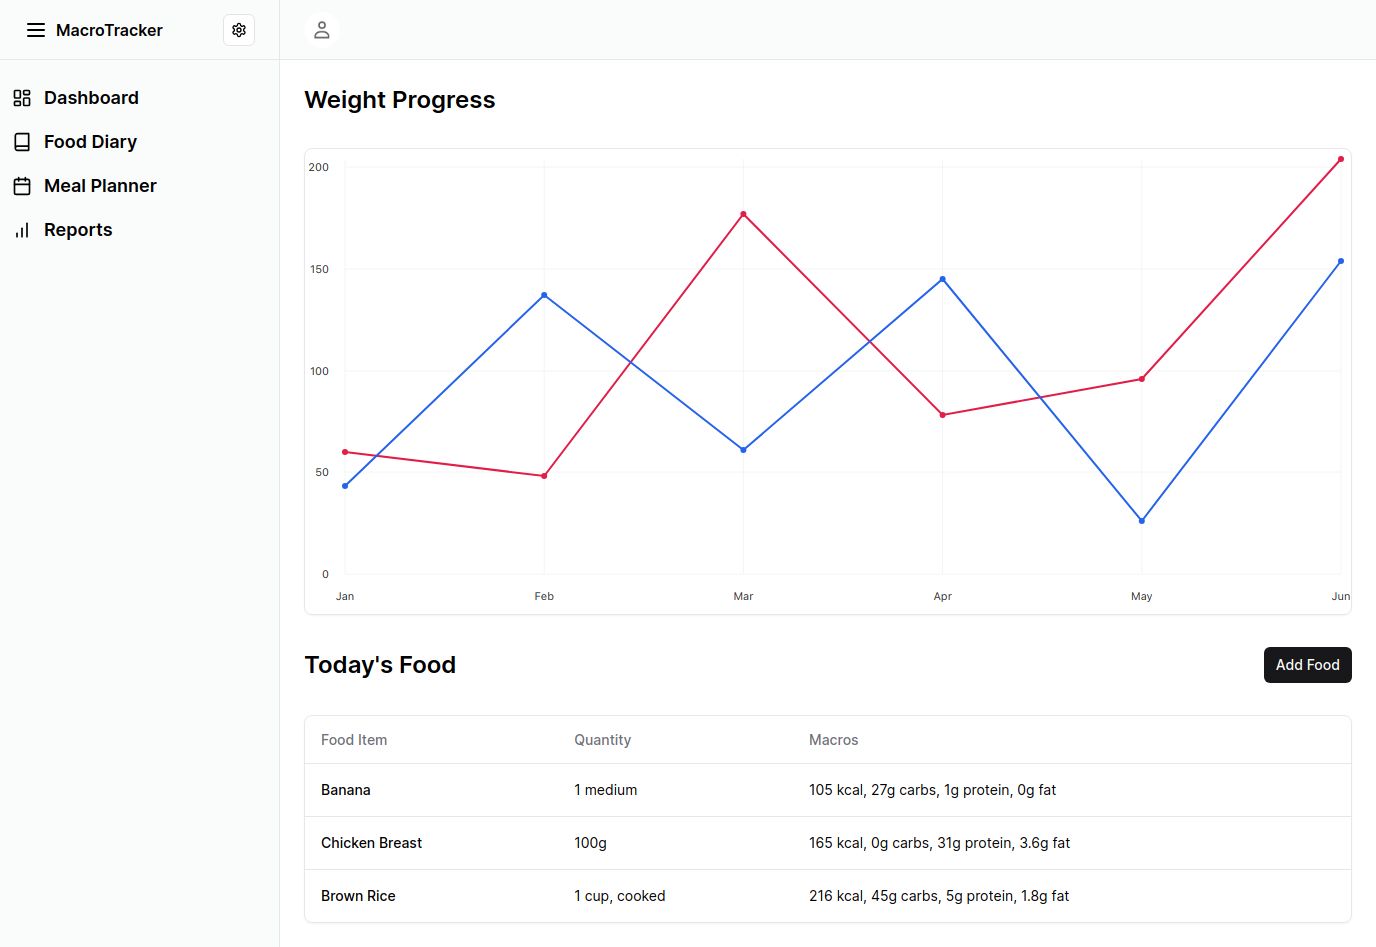 MacroTracker
Dashboard
Food Diary
Meal Planner
Reports
Weight Progress
200
150
100
50
0
Jan Feb Mar Apr May Jun
Today's Food
Add Food
Food Item Quantity Macros
Banana 1 medium 105 kcal, 27g carbs, 1g protein, 0g fat
Chicken Breast 100g 165 kcal, 0g carbs, 31g protein, 3.6g fat
Brown Rice 1 cup, cooked 216 kcal, 45g carbs, 5g protein, 1.8g fat